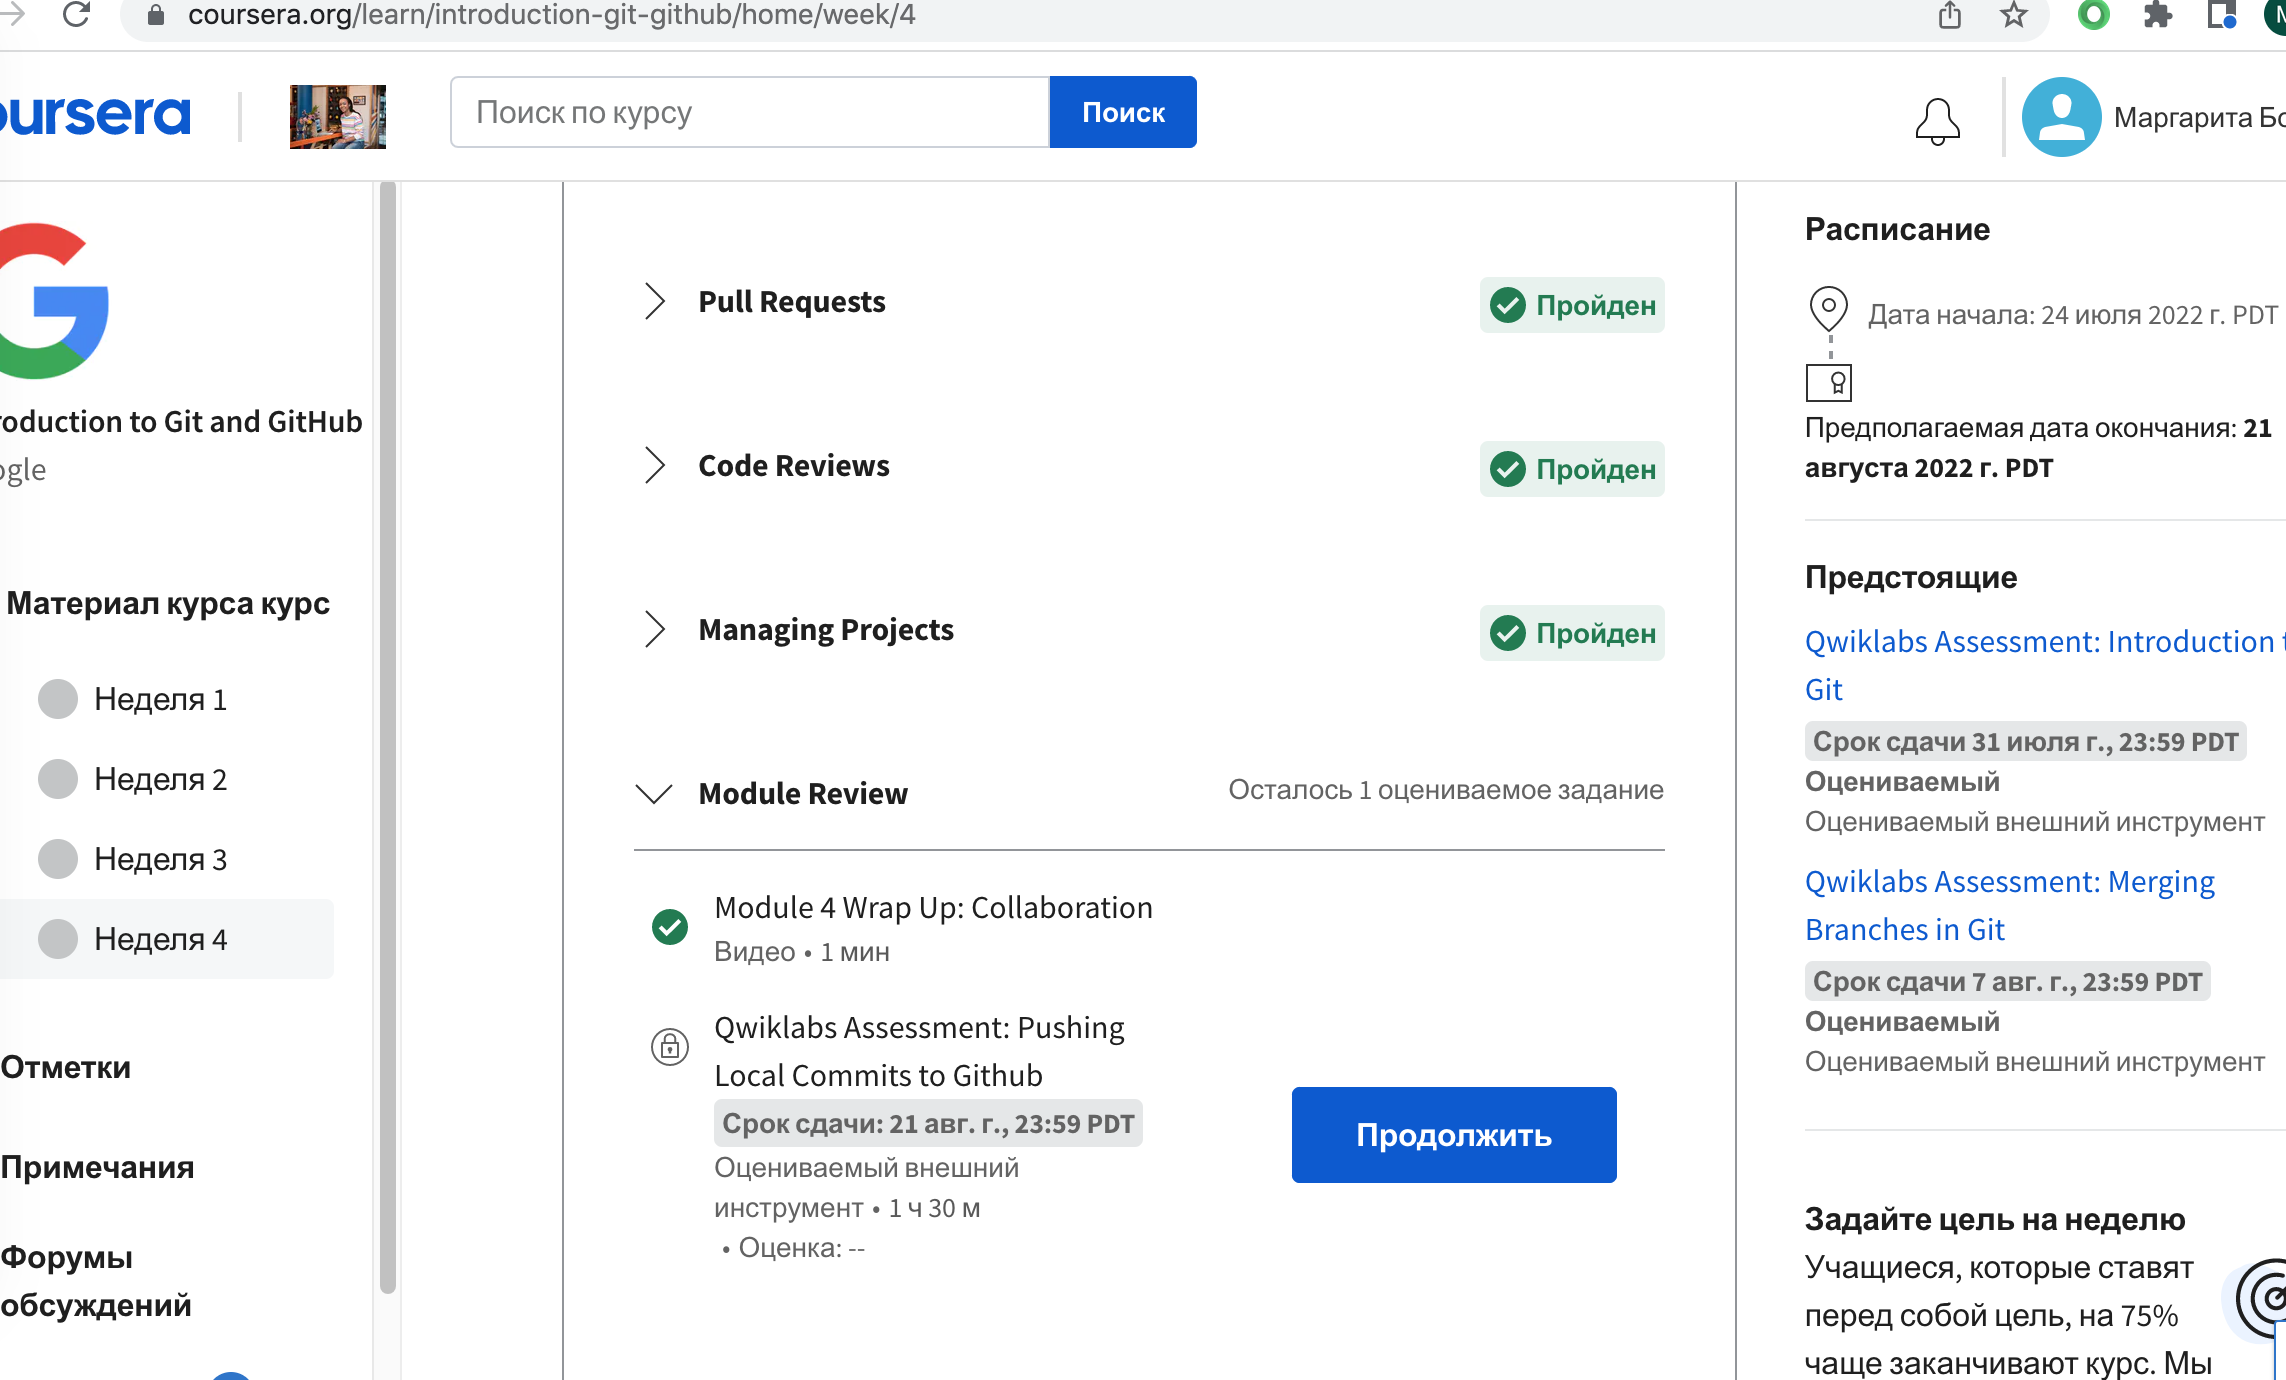 coursera.org/learn/introduction-git-github/home/week/4
oursera
Поиск по курсу
Поиск
Маргарита Бо
roduction to Git and GitHub
ogle
Материал курса курс
Неделя 1
Неделя 2
Неделя 3
Неделя 4
Отметки
Примечания
Форумы
обсуждений
Pull Requests
Пройден
Code Reviews
Пройден
Managing Projects
Пройден
Module Review
Осталось 1 оцениваемое задание
Module 4 Wrap Up: Collaboration
Видео • 1 мин
Qwiklabs Assessment: Pushing
Local Commits to Github
Срок сдачи: 21 авг. г., 23:59 PDT
Оцениваемый внешний
инструмент • 1 ч 30 м
• Оценка: --
Продолжить
Расписание
Дата начала: 24 июля 2022 г. PDT
Предполагаемая дата окончания: 21
августа 2022 г. PDT
Предстоящие
Qwiklabs Assessment: Introduction t
Git
Срок сдачи 31 июля г., 23:59 PDT
Оцениваемый
Оцениваемый внешний инструмент
Qwiklabs Assessment: Merging
Branches in Git
Срок сдачи 7 авг. г., 23:59 PDT
Оцениваемый
Оцениваемый внешний инструмент
Задайте цель на неделю
Учащиеся, которые ставят
перед собой цель, на 75%
чаще заканчивают курс. Мы